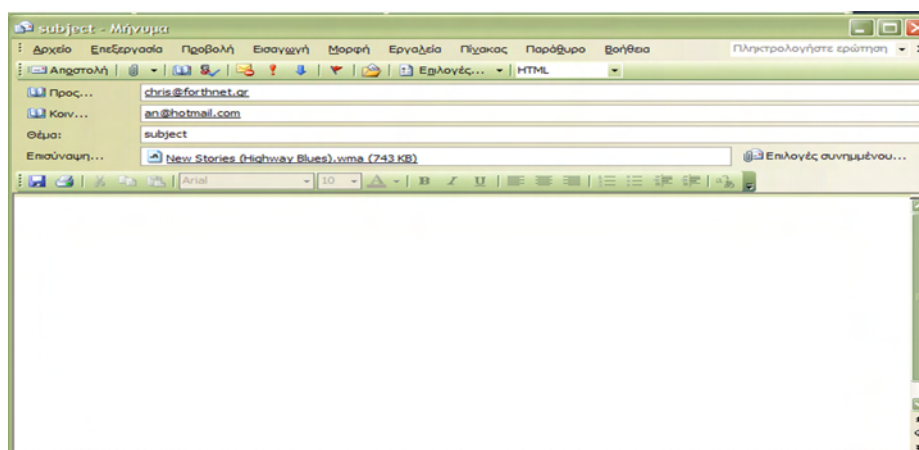 subject - Μήνυμα
Αρχείο Επεξεργασία Προβολή Εισαγωγή Μορφή Εργαλεία Πίνακας Παράθυρο Βοήθεια Πληκτρολογήστε ερώτηση
Αποστολή Επιλογές... HTML
Προς... chris@forthnet.gr
Κοιν... an@hotmail.com
Θέμα: subject
Επισύναψη... New Stories (Highway Blues).wma (743 KB) Επιλογές συνημμένου...
Arial 10 A B I U